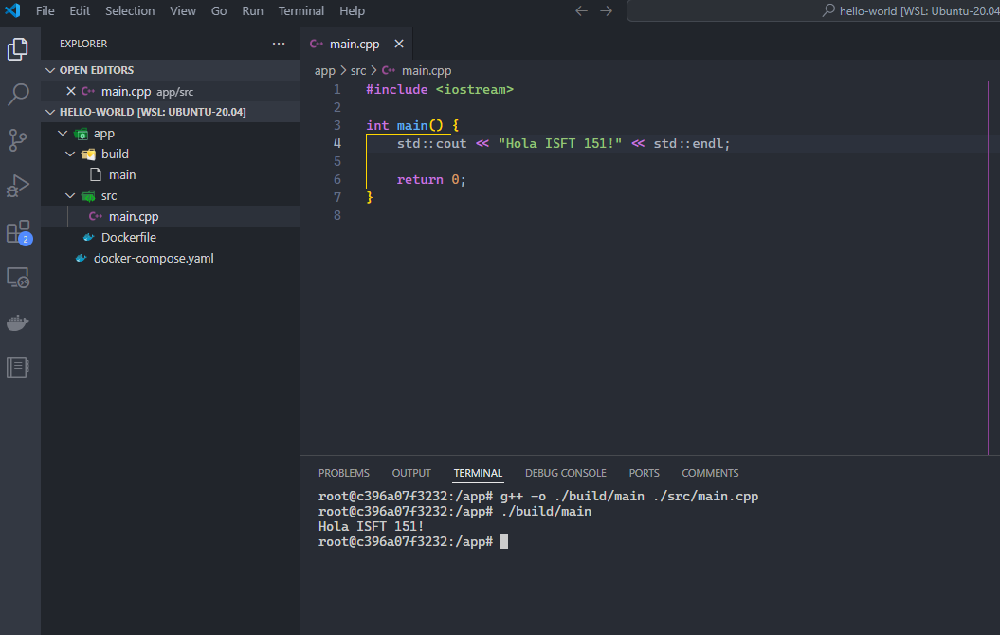 File Edit Selection View Go Run Terminal Help
hello-world [WSL: Ubuntu-20.04
EXPLORER
OPEN EDITORS
main.cpp app/src
HELLO-WORLD [WSL: UBUNTU-20.04]
app
build
main
src
main.cpp
Dockerfile
docker-compose.yaml
2
C++ main.cpp
app > src > C++ main.cpp
1 #include <iostream>
2
3 int main() {
4 std::cout << "Hola ISFT 151!" << std::endl;
5
6 return 0;
7 }
8
PROBLEMS OUTPUT TERMINAL DEBUG CONSOLE PORTS COMMENTS
root@c396a07f3232:/app# g++ -o ./build/main ./src/main.cpp
root@c396a07f3232:/app# ./build/main
Hola ISFT 151!
root@c396a07f3232:/app#